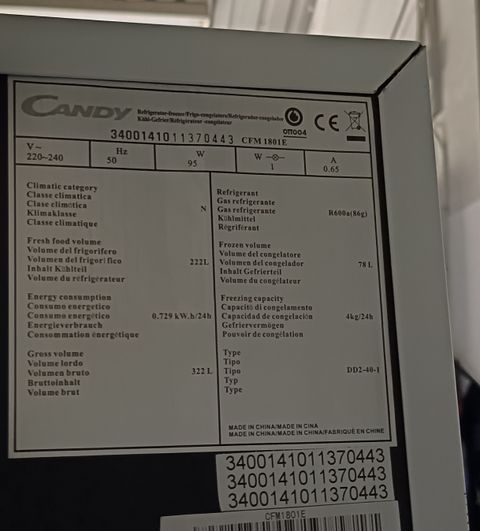 CANDY
Refrigerator-freezer/Frigo-congelatore/Refrigerador-congelador
Kühl-Gefrier/Réfrigérateur -congélateur
3400141011370443 CFM 1801E
V~
220~240
Hz
50
W
95
W
1
A
0.65
Climatic category
Classe climatica
Clase climática
Klimaklasse
Classe climatique
N
Refrigerant
Gas refrigerante
Gas refrigerante
Kühlmittel
Régriférant
R600a(86g)
Fresh food volume
Volume del frigorifero
Volumen del frigorífico
Inhalt Kühlteil
Volume du réfrigérateur
222L
Frozen volume
Volume del congelatore
Volumen del congelador
Inhalt Gefrierteil
Volume du congélateur
78 L
Energy consumption
Consumo energetico
Consumo energético
Energieverbrauch
Consommation énergétique
0.729 kW.h/24h
Freezing capacity
Capacitá di congelamento
Capacidad de congelación
Gefriervermögen
Pouvoir de congélation
4kg/24h
Gross volume
Volume lordo
Volumen bruto
Bruttoinhalt
Volume brut
322 L
Type
Tipo
Tipo
Typ
Type
DD2-40-1
MADE IN CHINA/MADE IN CINA
MADE IN CHINA/MADE IN CHINA/FABRIQUÉ EN CHINE
3400141011370443
3400141011370443
3400141011370443
CFM1801E